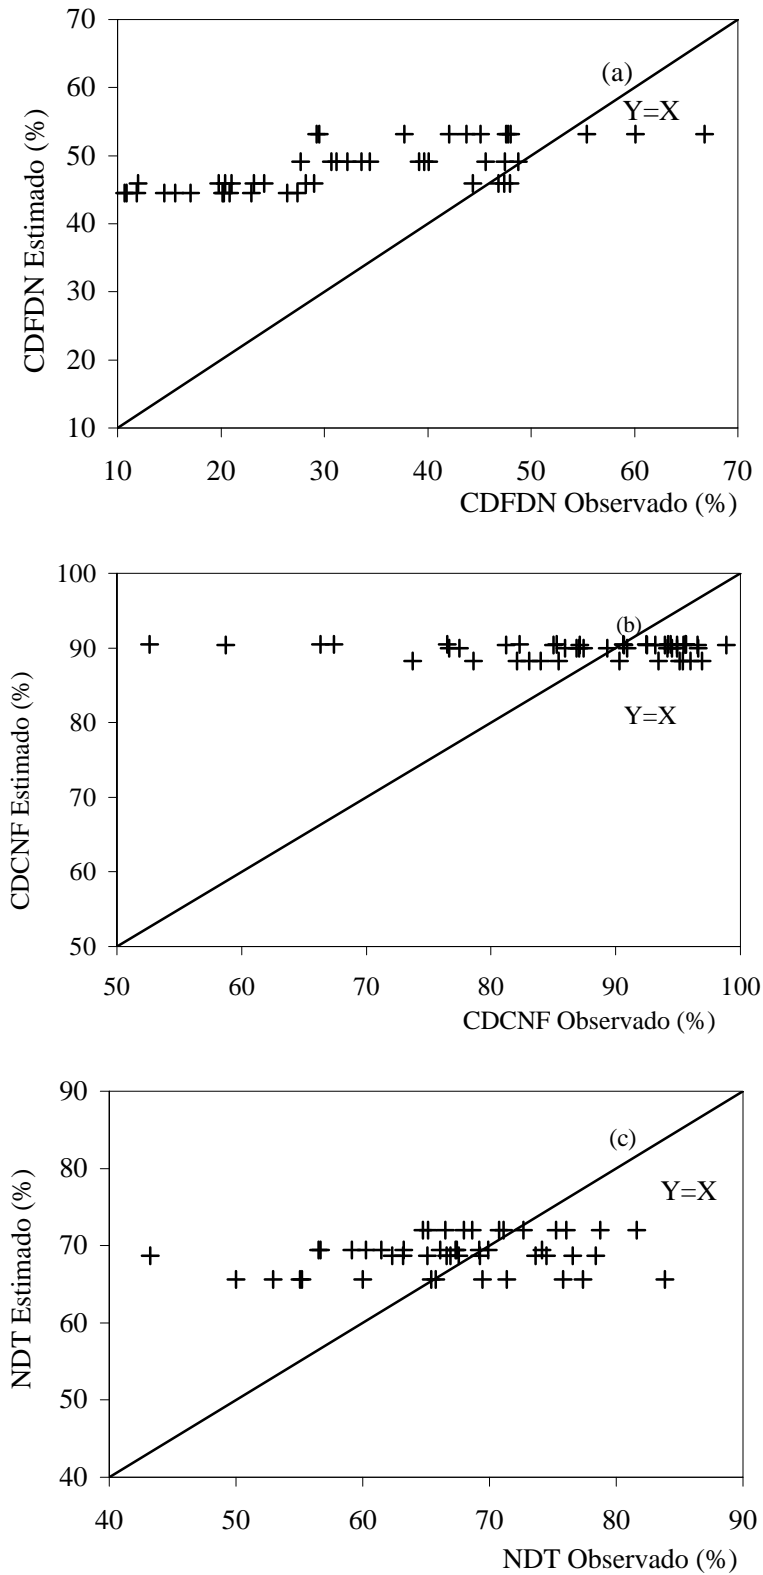 70
60
50
40
30
20
10
CDFDN Estimado (%)
(a)
Y=X
10 20 30 40 50 60 70
CDFDN Observado (%)
100
90
80
70
60
50
CDCNF Estimado (%)
(b)
Y=X
50 60 70 80 90 100
CDCNF Observado (%)
90
80
70
60
50
40
NDT Estimado (%)
(c)
Y=X
40 50 60 70 80 90
NDT Observado (%)